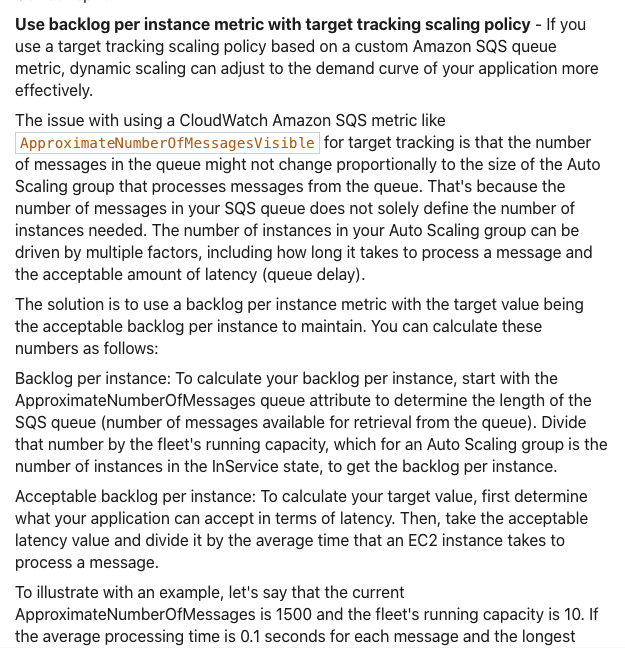 Use backlog per instance metric with target tracking scaling policy - If you
use a target tracking scaling policy based on a custom Amazon SQS queue
metric, dynamic scaling can adjust to the demand curve of your application more
effectively.
The issue with using a CloudWatch Amazon SQS metric like
ApproximateNumberOfMessagesVisible for target tracking is that the number
of messages in the queue might not change proportionally to the size of the Auto
Scaling group that processes messages from the queue. That's because the
number of messages in your SQS queue does not solely define the number of
instances needed. The number of instances in your Auto Scaling group can be
driven by multiple factors, including how long it takes to process a message and
the acceptable amount of latency (queue delay).
The solution is to use a backlog per instance metric with the target value being
the acceptable backlog per instance to maintain. You can calculate these
numbers as follows:
Backlog per instance: To calculate your backlog per instance, start with the
ApproximateNumberOfMessages queue attribute to determine the length of the
SQS queue (number of messages available for retrieval from the queue). Divide
that number by the fleet's running capacity, which for an Auto Scaling group is the
number of instances in the InService state, to get the backlog per instance.
Acceptable backlog per instance: To calculate your target value, first determine
what your application can accept in terms of latency. Then, take the acceptable
latency value and divide it by the average time that an EC2 instance takes to
process a message.
To illustrate with an example, let's say that the current
ApproximateNumberOfMessages is 1500 and the fleet's running capacity is 10. If
the average processing time is 0.1 seconds for each message and the longest